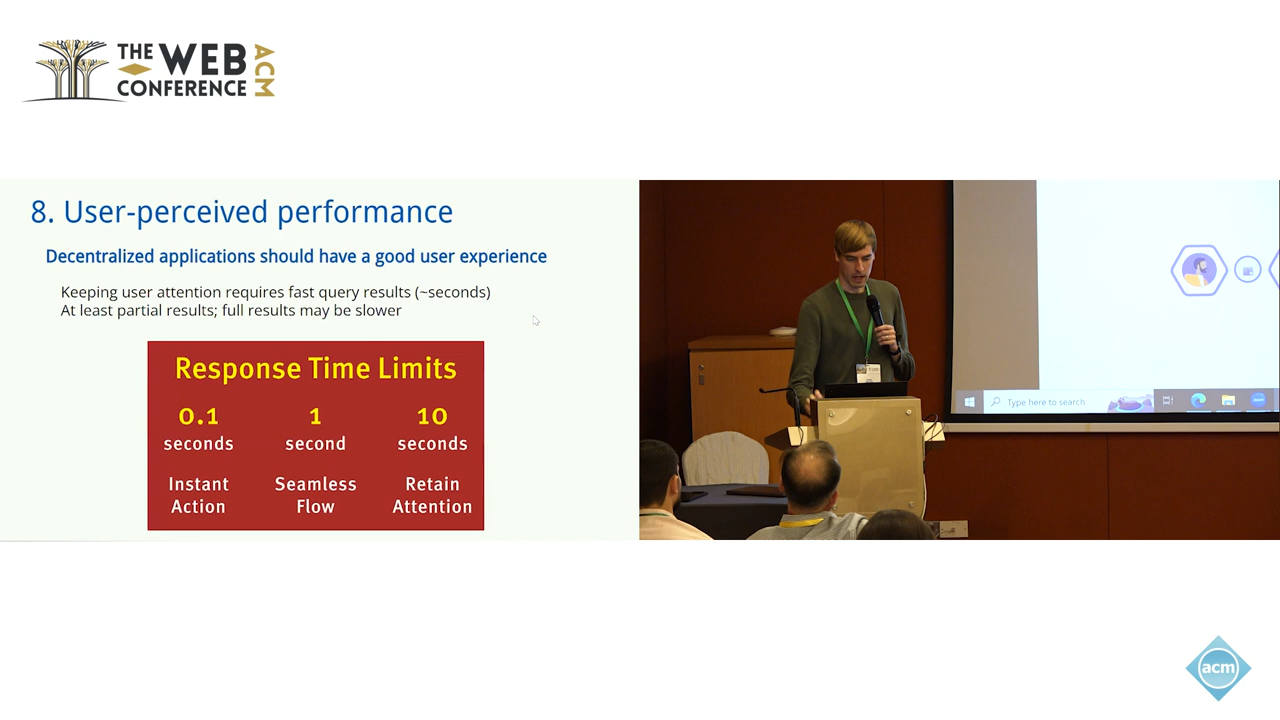 THE WEB
CONFERENCE
ACM
8. User-perceived performance
Decentralized applications should have a good user experience
Keeping user attention requires fast query results (~seconds)
At least partial results; full results may be slower
Response Time Limits
0.1 1 10
seconds second seconds
Instant Seamless Retain
Action Flow Attention
Type here to search
acm